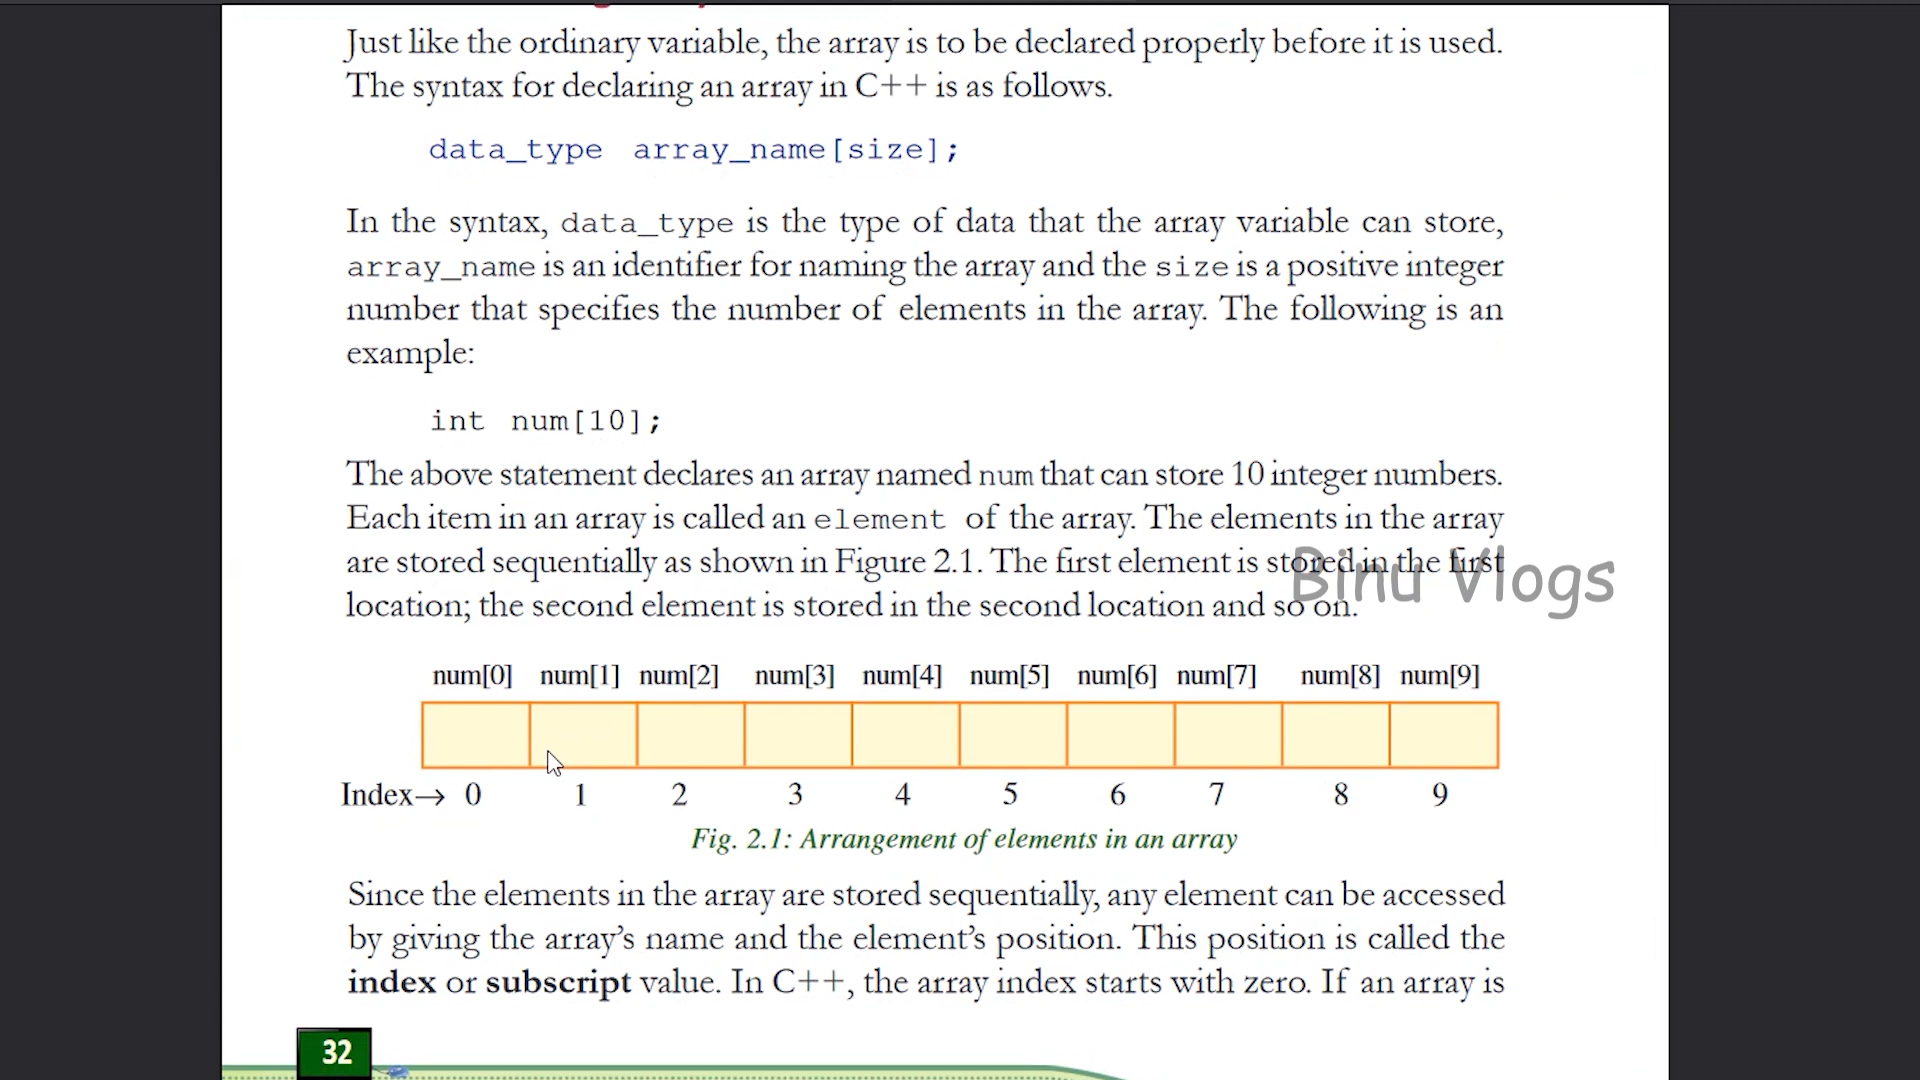 Just like the ordinary variable, the array is to be declared properly before it is used.
The syntax for declaring an array in C++ is as follows.
data_type array_name[size];
In the syntax, data_type is the type of data that the array variable can store,
array_name is an identifier for naming the array and the size is a positive integer
number that specifies the number of elements in the array. The following is an
example:
int num[10];
The above statement declares an array named num that can store 10 integer numbers.
Each item in an array is called an element of the array. The elements in the array
are stored sequentially as shown in Figure 2.1. The first element is stored in the first
Binu Vlogs
location; the second element is stored in the second location and so on.
num[0] num[1] num[2] num[3] num[4] num[5] num[6] num[7] num[8] num[9]
Index→ 0 1 2 3 4 5 6 7 8 9
Fig. 2.1: Arrangement of elements in an array
Since the elements in the array are stored sequentially, any element can be accessed
by giving the array's name and the element's position. This position is called the
index or subscript value. In C++, the array index starts with zero. If an array is
32